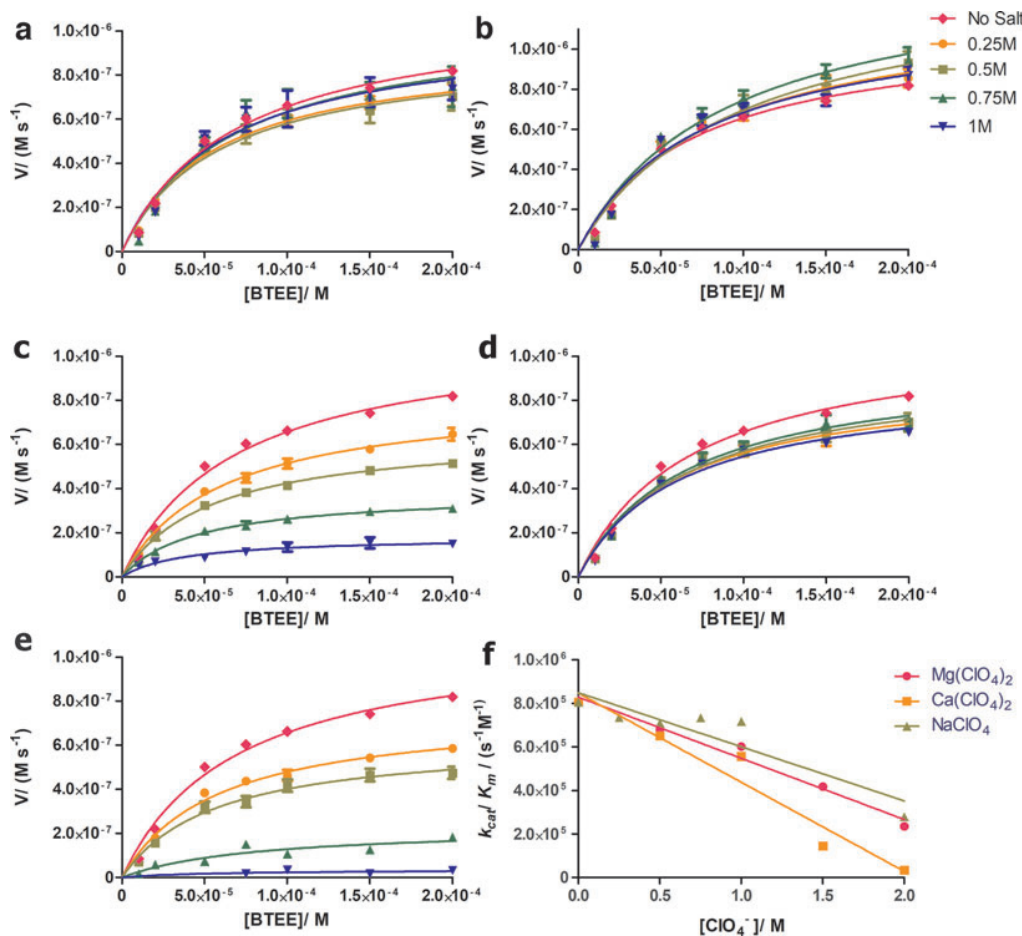 a
V/ (M s-1)
1.0×10-6
8.0×10-7
6.0×10-7
4.0×10-7
2.0×10-7
0
0 5.0×10-5 1.0×10-4 1.5×10-4 2.0×10-4
[BTEE]/ M
b
V/ (M s-1)
1.0×10-6
8.0×10-7
6.0×10-7
4.0×10-7
2.0×10-7
0
0 5.0×10-5 1.0×10-4 1.5×10-4 2.0×10-4
[BTEE]/ M
No Salt
0.25M
0.5M
0.75M
1M
c
V/ (M s-1)
1.0×10-6
8.0×10-7
6.0×10-7
4.0×10-7
2.0×10-7
0
0 5.0×10-5 1.0×10-4 1.5×10-4 2.0×10-4
[BTEE]/ M
d
V/ (M s-1)
1.0×10-6
8.0×10-7
6.0×10-7
4.0×10-7
2.0×10-7
0
0 5.0×10-5 1.0×10-4 1.5×10-4 2.0×10-4
[BTEE]/ M
e
V/ (M s-1)
1.0×10-6
8.0×10-7
6.0×10-7
4.0×10-7
2.0×10-7
0
0 5.0×10-5 1.0×10-4 1.5×10-4 2.0×10-4
[BTEE]/ M
f
kcat/ Km / (s-1M-1)
1.0×106
8.0×105
6.0×105
4.0×105
2.0×105
0
0.0 0.5 1.0 1.5 2.0
[ClO4-]/ M
Mg(ClO4)2
Ca(ClO4)2
NaClO4